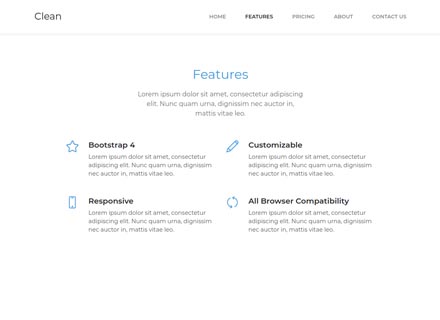 Clean
HOME FEATURES PRICING ABOUT CONTACT US
Features
Lorem ipsum dolor sit amet, consectetur adipiscing
elit. Nunc quam urna, dignissim nec auctor in,
mattis vitae leo.
Bootstrap 4
Lorem ipsum dolor sit amet, consectetur
adipiscing elit. Nunc quam urna, dignissim
nec auctor in, mattis vitae leo.
Customizable
Lorem ipsum dolor sit amet, consectetur
adipiscing elit. Nunc quam urna, dignissim
nec auctor in, mattis vitae leo.
Responsive
Lorem ipsum dolor sit amet, consectetur
adipiscing elit. Nunc quam urna, dignissim
nec auctor in, mattis vitae leo.
All Browser Compatibility
Lorem ipsum dolor sit amet, consectetur
adipiscing elit. Nunc quam urna, dignissim
nec auctor in, mattis vitae leo.